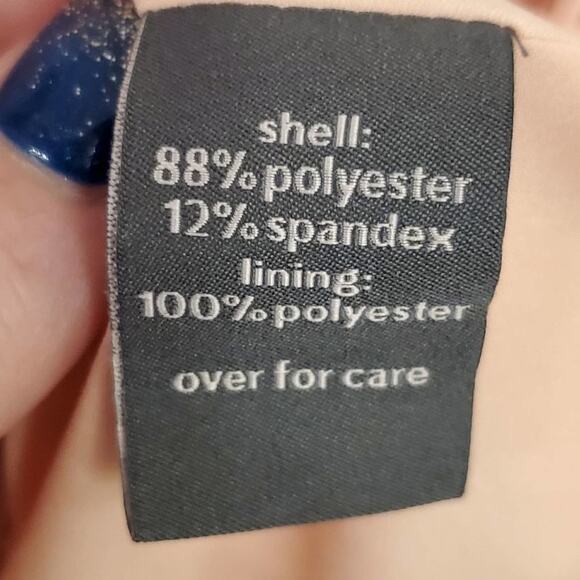 shell:
88% polyester
12% spandex
lining:
100% polyester
over for care